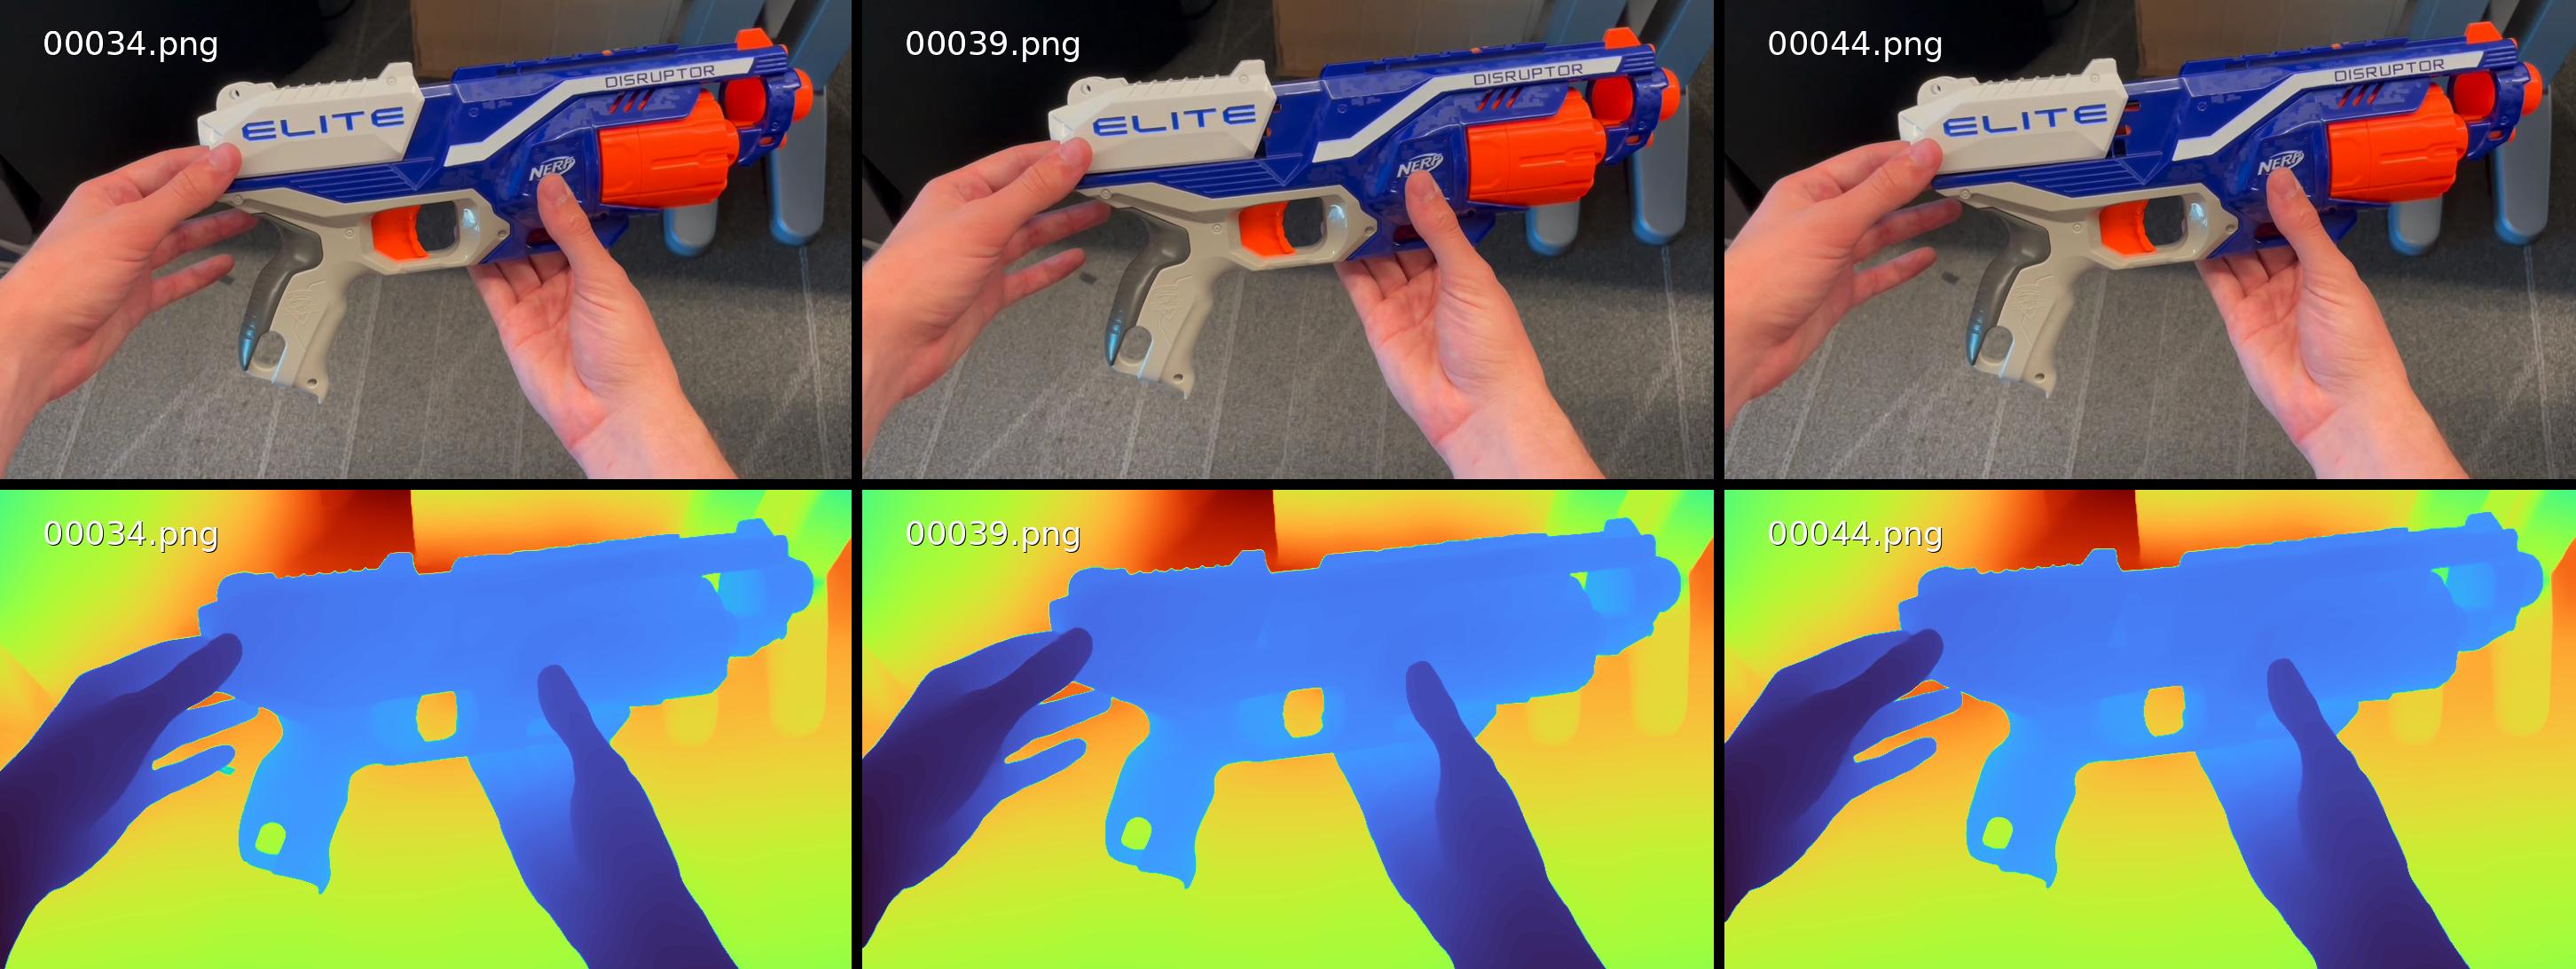 00034.png
DISRUPTOR
ELITE
NERF
00039.png
DISRUPTOR
ELITE
NERF
00044.png
DISRUPTOR
ELITE
NERF
00034.png
00039.png
00044.png